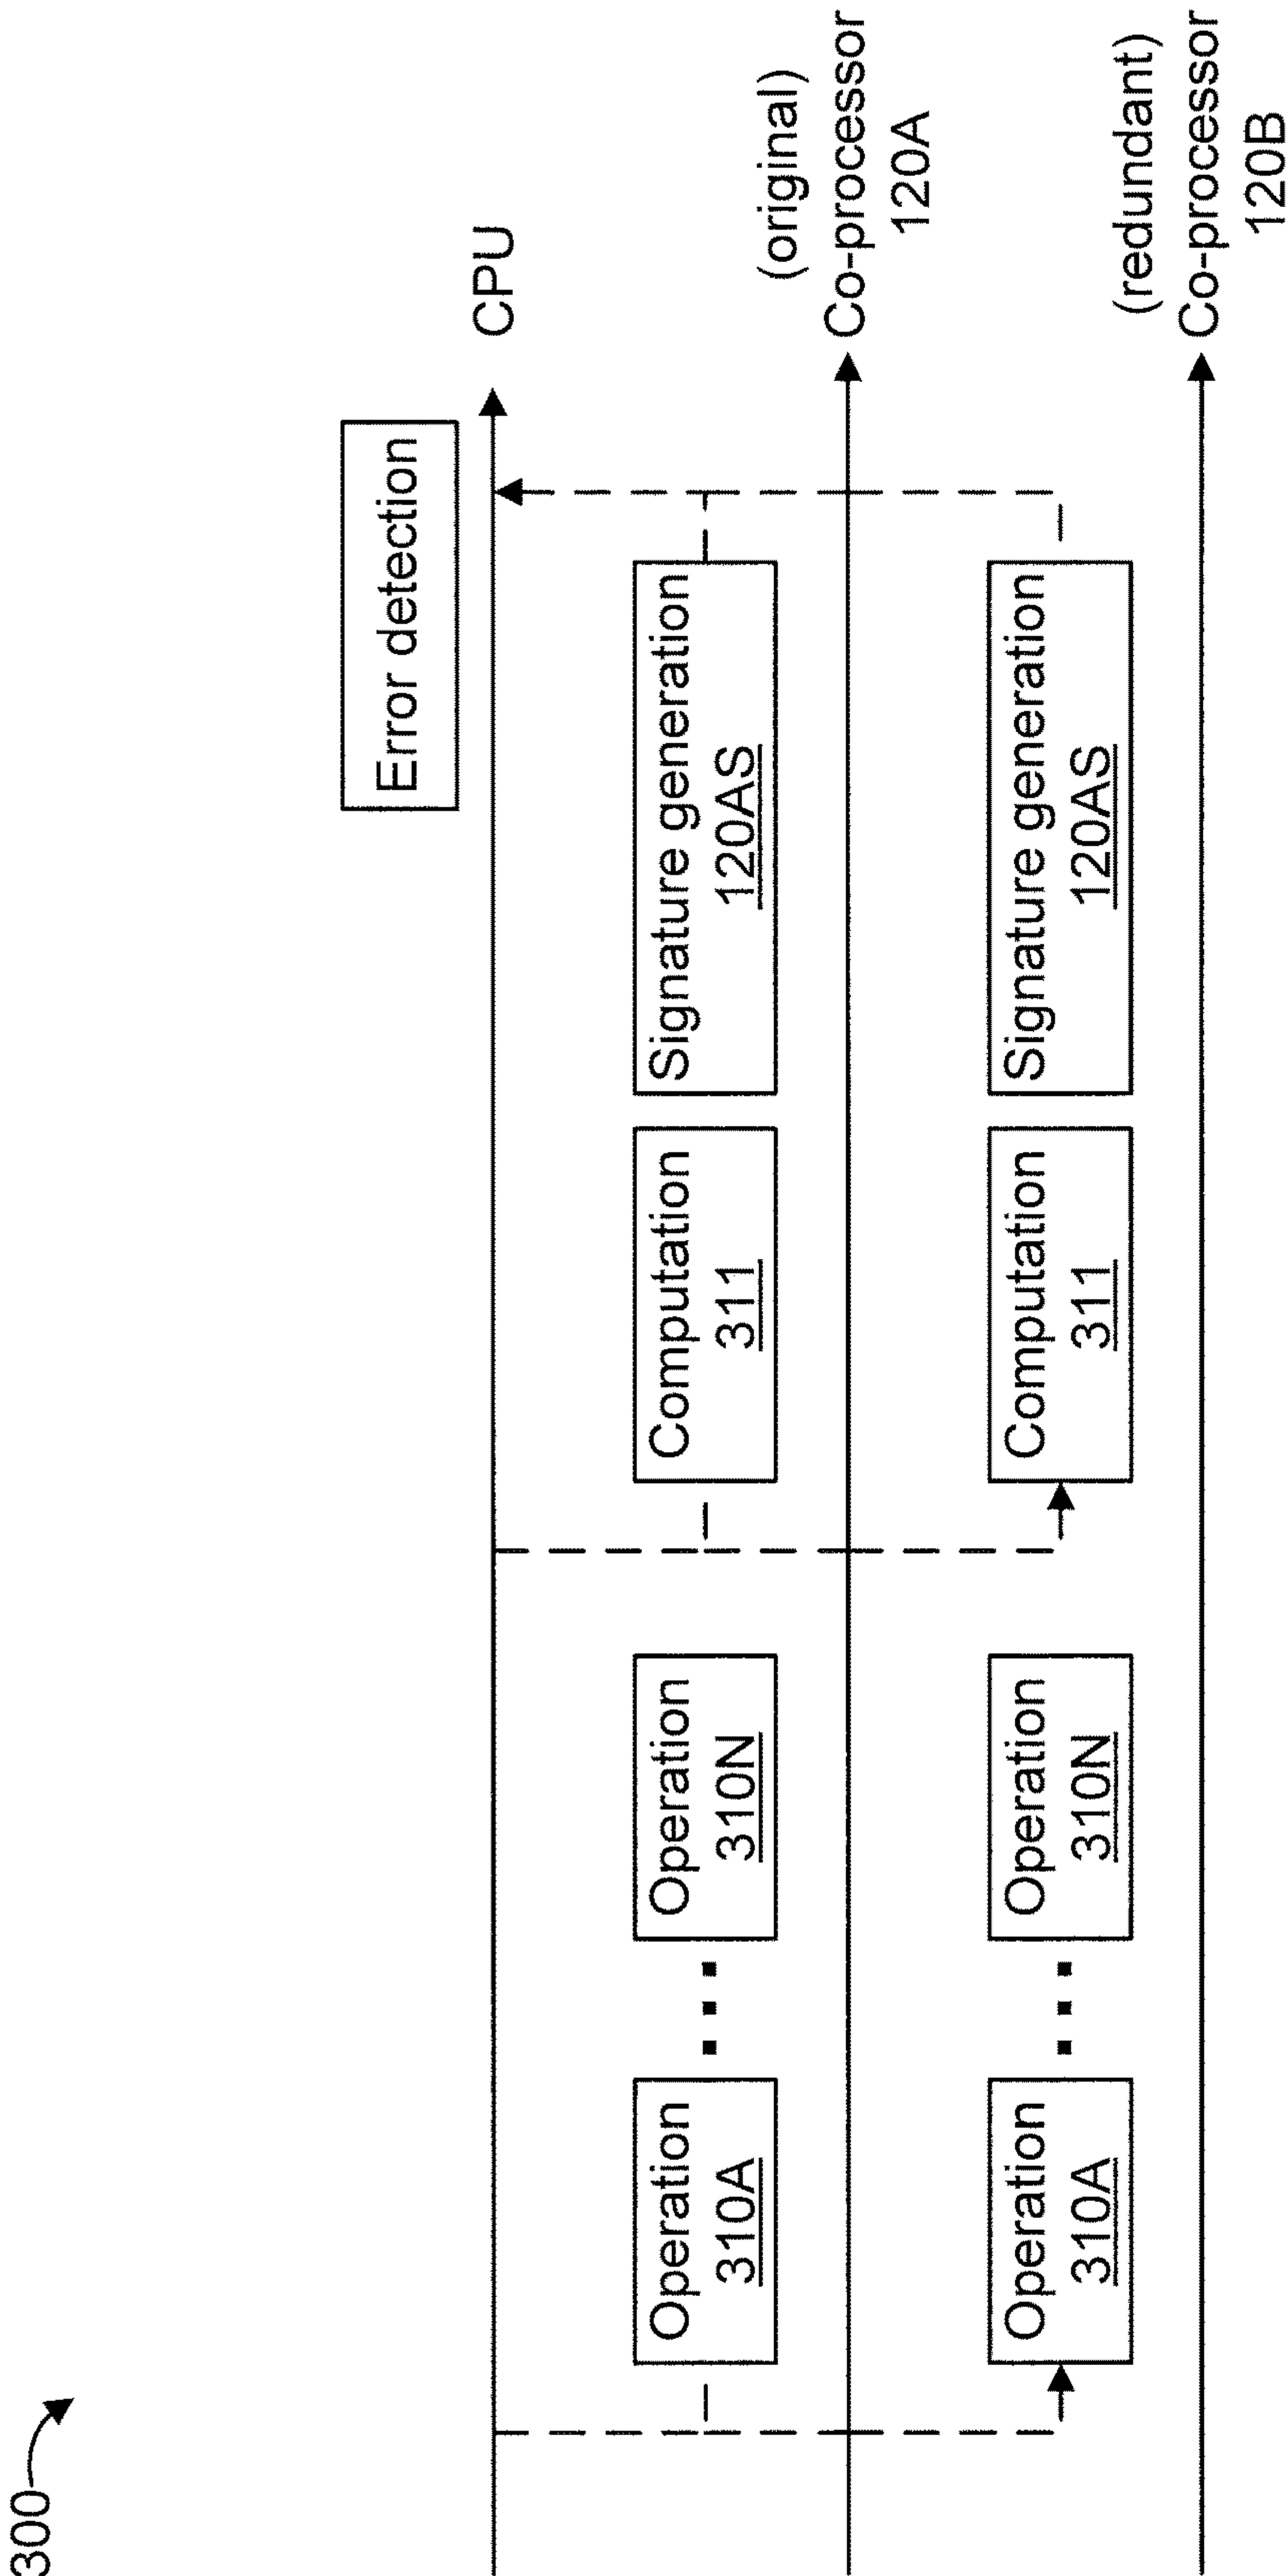 300
Error detection
CPU
Operation
310A
Operation
310N
Computation
311
Signature generation
120AS
(original)
Co-processor
120A
Operation
310A
Operation
310N
Computation
311
Signature generation
120AS
(redundant)
Co-processor
120B